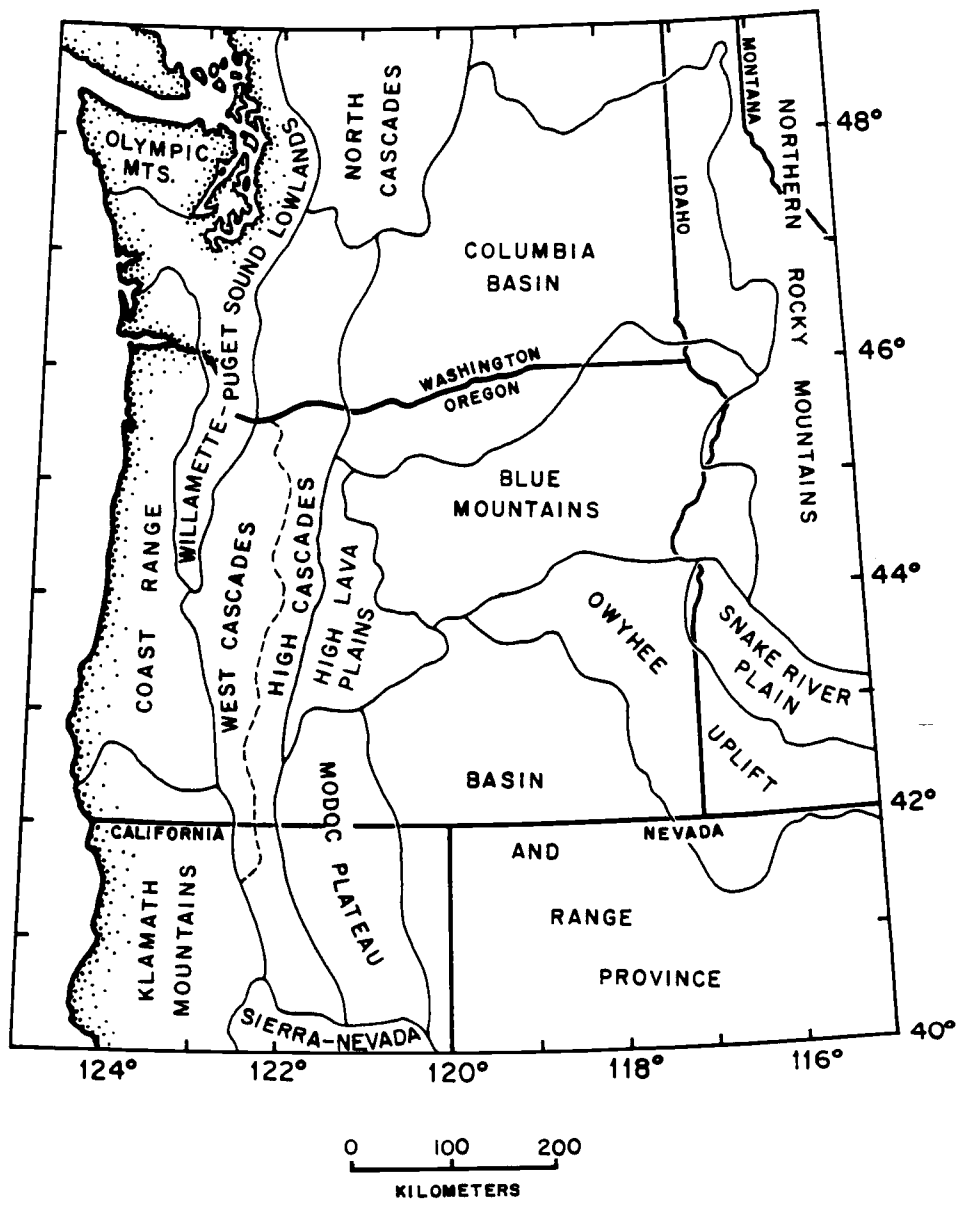 NORTH
CASCADES
MONTANA
NORTHERN ROCKY MOUNTAINS
48°
OLYMPIC
MTS.
IDAHO
COLUMBIA
BASIN
WILLAMETTE-PUGET SOUND LOWLANDS
46°
WASHINGTON
OREGON
BLUE
MOUNTAINS
COAST RANGE
WEST CASCADES
HIGH CASCADES
HIGH LAVA
PLAINS
44°
OWYHEE
UPLIFT
SNAKE RIVER
PLAIN
BASIN
AND
RANGE
PROVINCE
MODOC PLATEAU
42°
CALIFORNIA
NEVADA
KLAMATH
MOUNTAINS
SIERRA-NEVADA
40°
124°
122°
120°
118°
116°
0 100 200
KILOMETERS